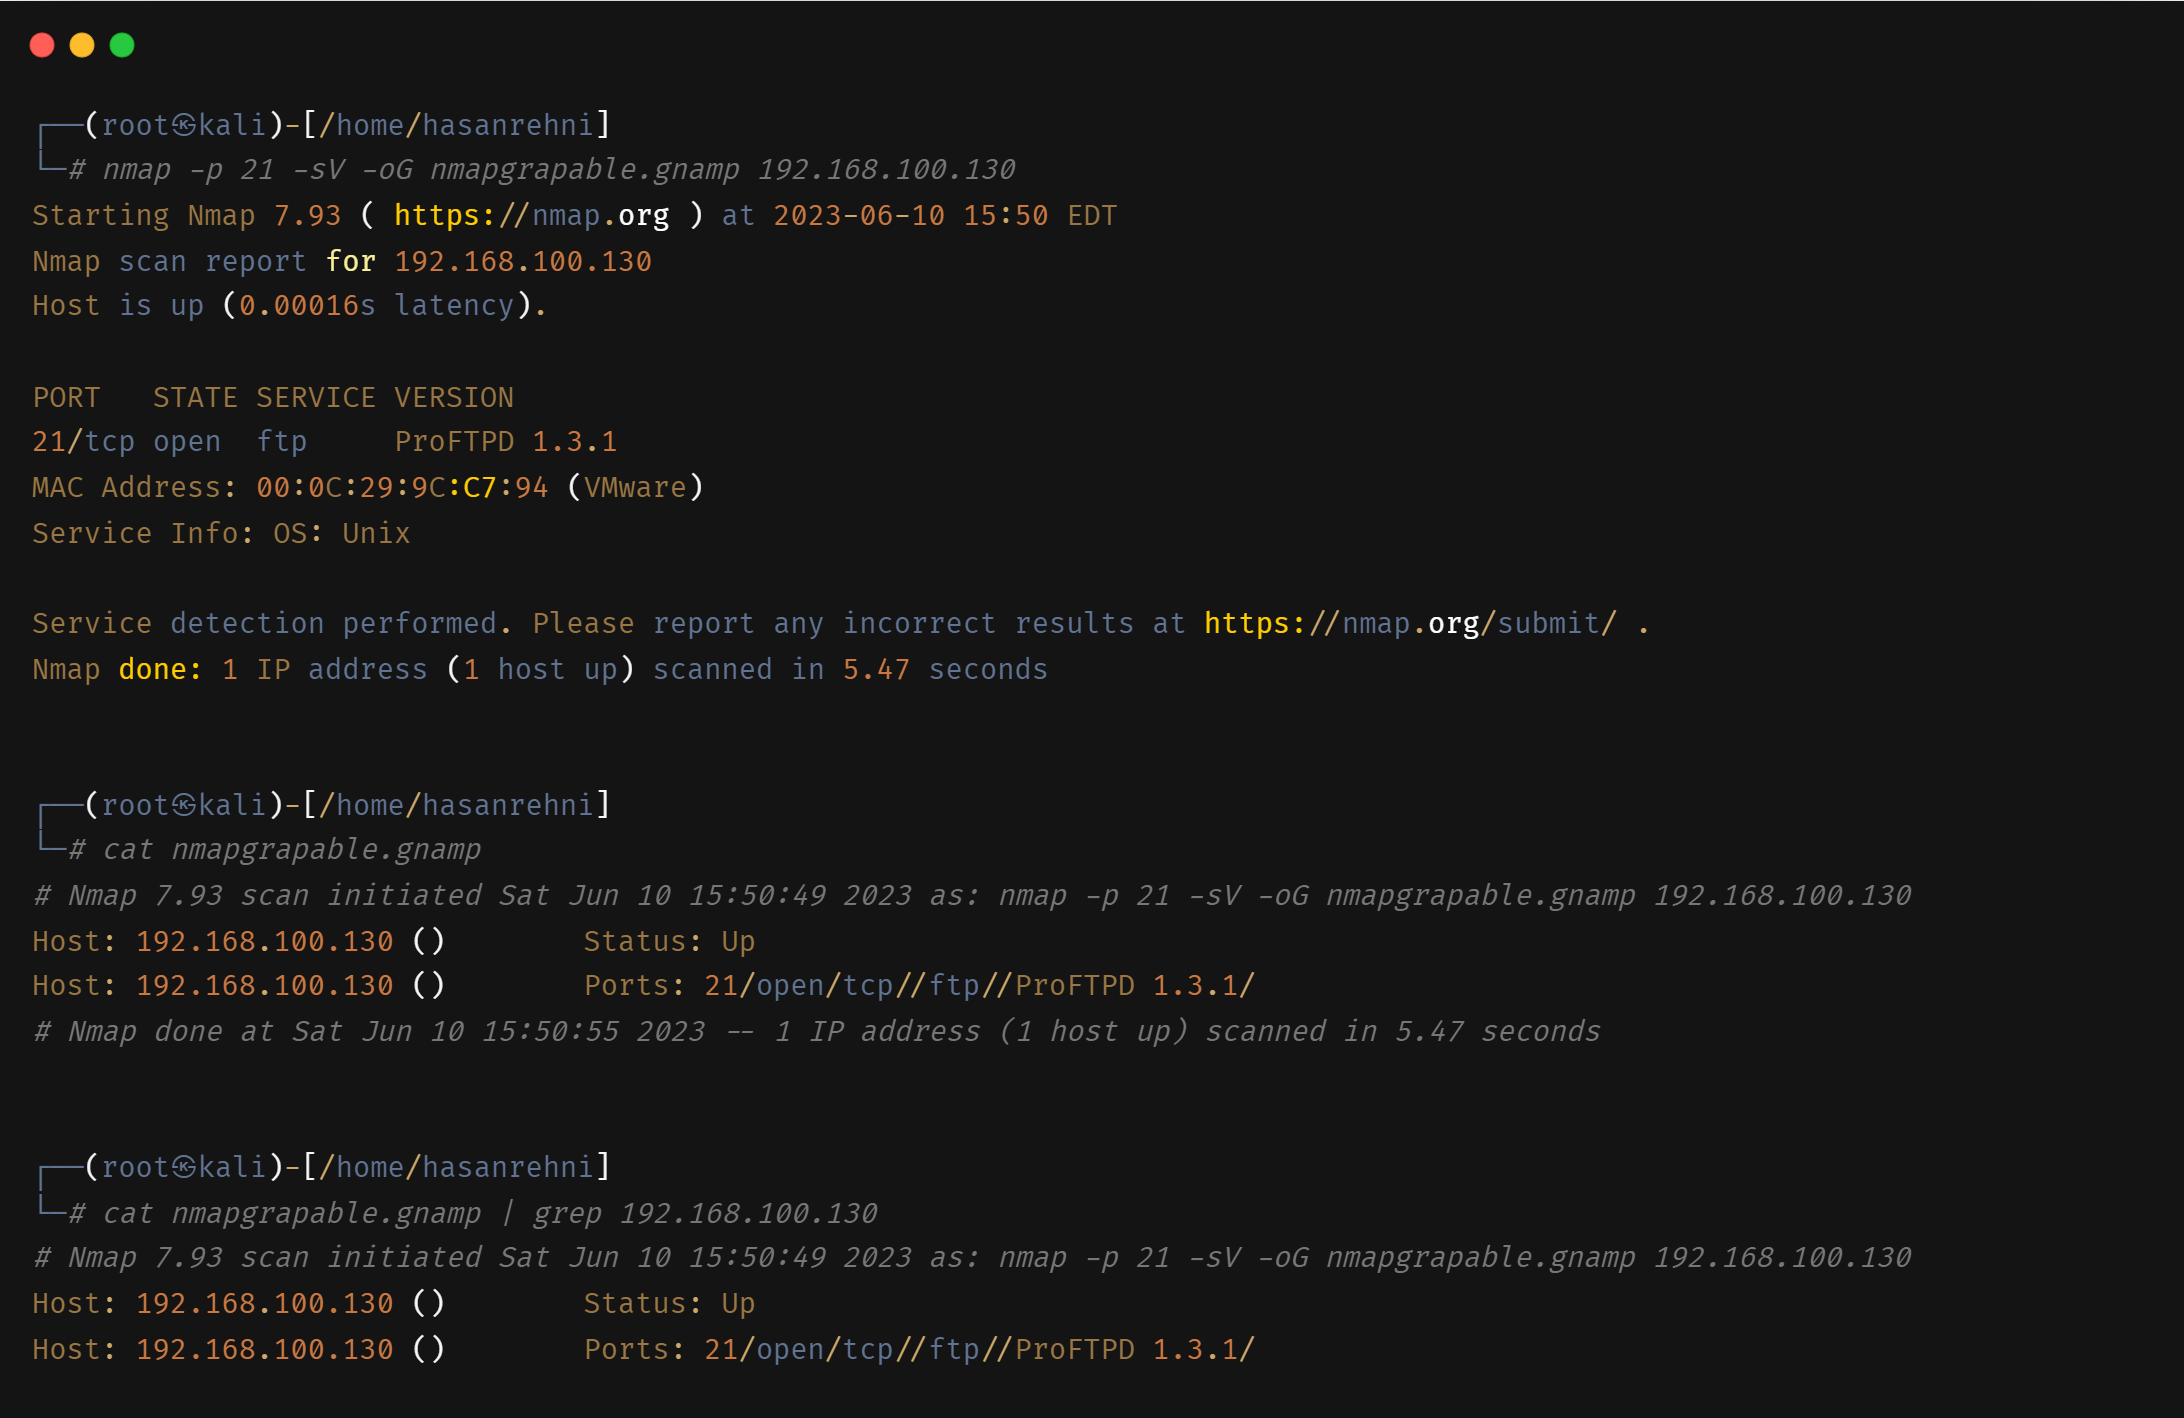 ┌──(root㉿kali)-[/home/hasanrehni]
└─# nmap -p 21 -sV -oG nmapgrapable.gnamp 192.168.100.130
Starting Nmap 7.93 ( https://nmap.org ) at 2023-06-10 15:50 EDT
Nmap scan report for 192.168.100.130
Host is up (0.00016s latency).
PORT   STATE SERVICE VERSION
21/tcp open  ftp     ProFTPD 1.3.1
MAC Address: 00:0C:29:9C:C7:94 (VMware)
Service Info: OS: Unix
Service detection performed. Please report any incorrect results at https://nmap.org/submit/ .
Nmap done: 1 IP address (1 host up) scanned in 5.47 seconds
┌──(root㉿kali)-[/home/hasanrehni]
└─# cat nmapgrapable.gnamp
# Nmap 7.93 scan initiated Sat Jun 10 15:50:49 2023 as: nmap -p 21 -sV -oG nmapgrapable.gnamp 192.168.100.130
Host: 192.168.100.130 ()        Status: Up
Host: 192.168.100.130 ()        Ports: 21/open/tcp//ftp//ProFTPD 1.3.1/
# Nmap done at Sat Jun 10 15:50:55 2023 -- 1 IP address (1 host up) scanned in 5.47 seconds
┌──(root㉿kali)-[/home/hasanrehni]
└─# cat nmapgrapable.gnamp | grep 192.168.100.130
# Nmap 7.93 scan initiated Sat Jun 10 15:50:49 2023 as: nmap -p 21 -sV -oG nmapgrapable.gnamp 192.168.100.130
Host: 192.168.100.130 ()        Status: Up
Host: 192.168.100.130 ()        Ports: 21/open/tcp//ftp//ProFTPD 1.3.1/